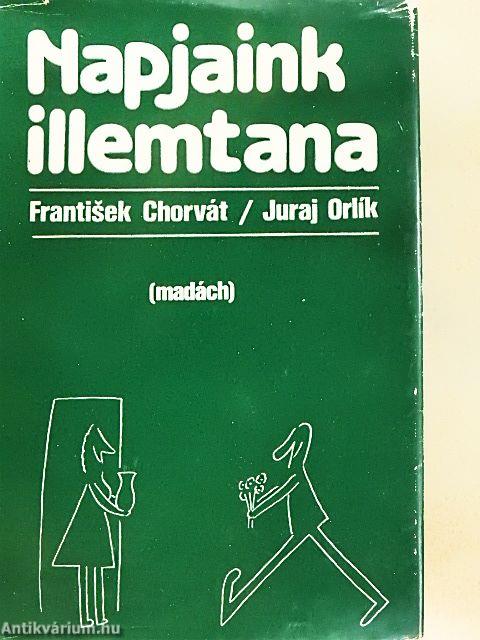 Napjaink
illemtana
František Chorvát / Juraj Orlík
(madách)
Antikvárium.hu